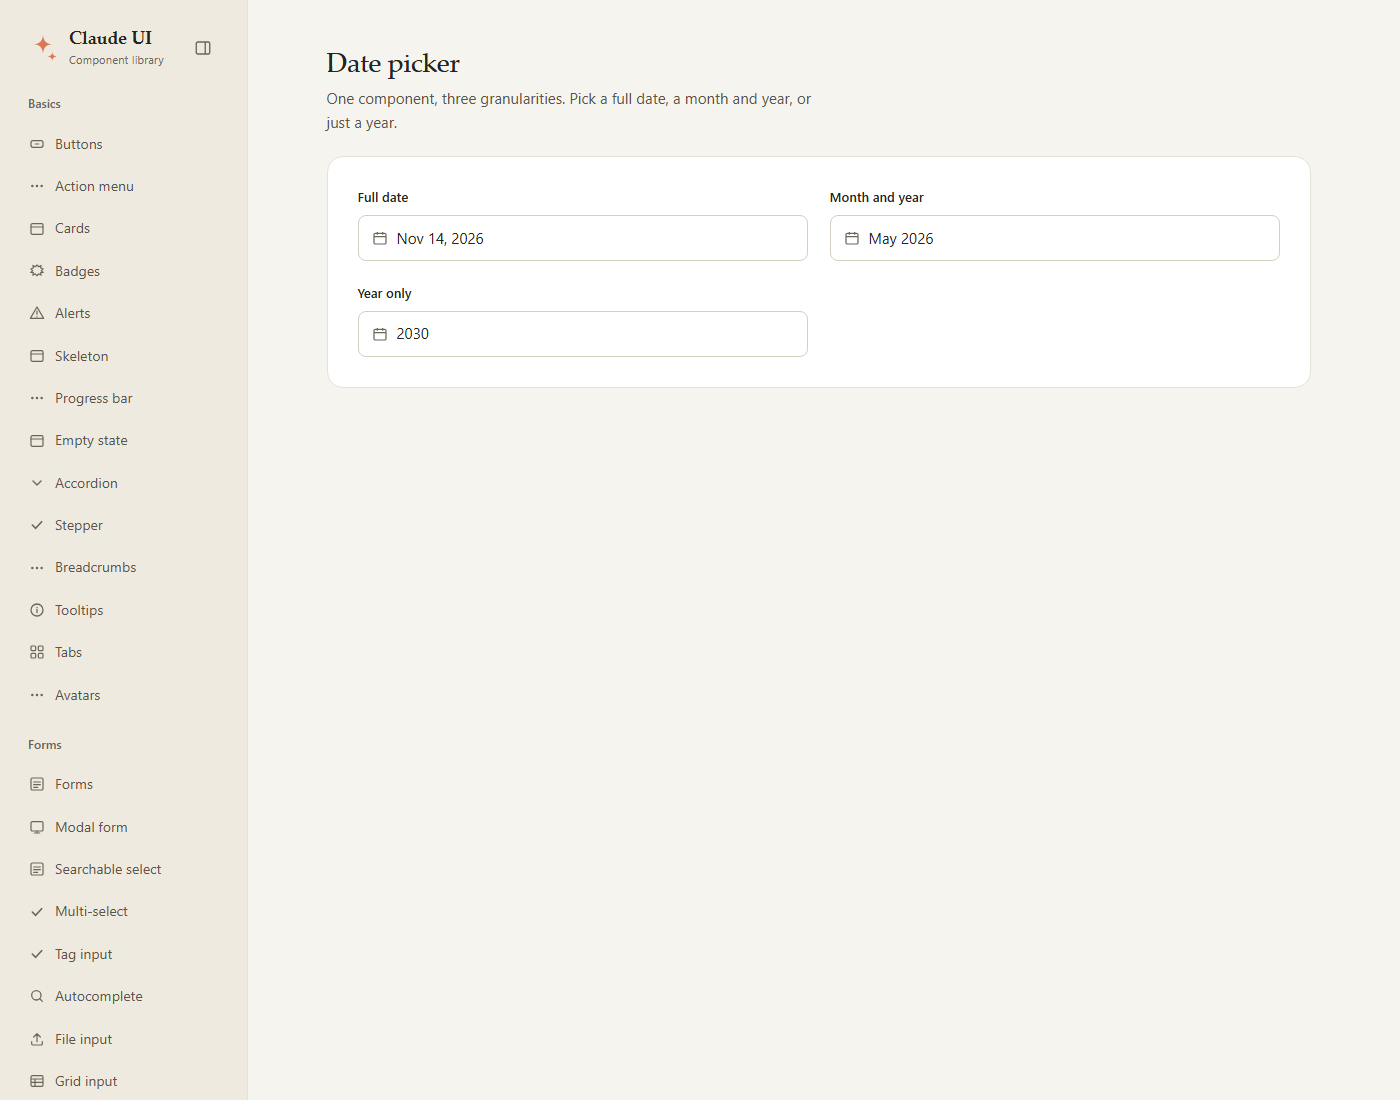 Claude UI
Component library
Basics
Buttons
Action menu
Cards
Badges
Alerts
Skeleton
Progress bar
Empty state
Accordion
Stepper
Breadcrumbs
Tooltips
Tabs
Avatars
Forms
Forms
Modal form
Searchable select
Multi-select
Tag input
Autocomplete
File input
Grid input
Date picker
One component, three granularities. Pick a full date, a month and year, or
just a year.
Full date
Nov 14, 2026
Month and year
May 2026
Year only
2030